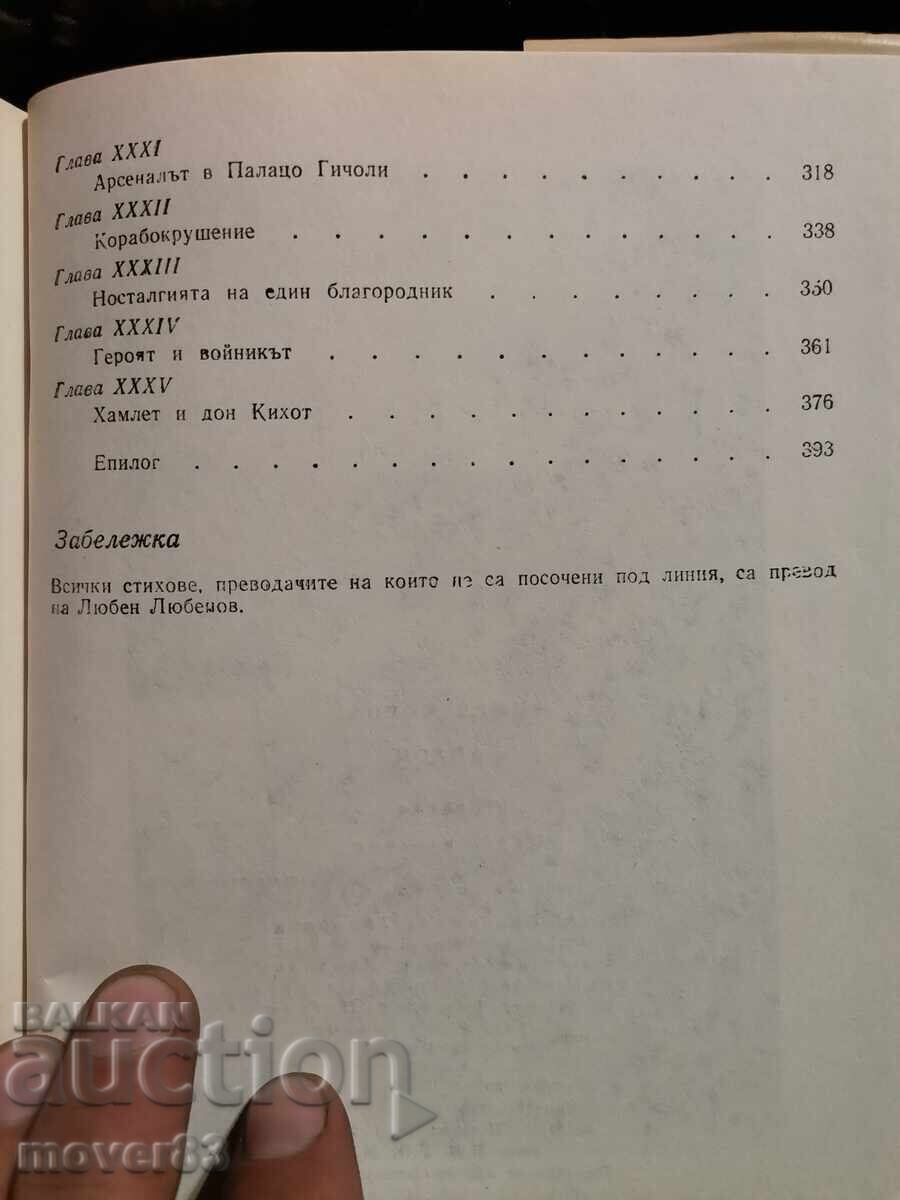 Глава XXXI
Арсеналът в Палацо Гичоли . . . . . . . . . 318
Глава XXXII
Корабокрушение . . . . . . . . . . . . 338
Глава XXXIII
Носталгията на един благородник . . . . . . . 350
Глава XXXIV
Героят и войникът . . . . . . . . . . . 361
Глава XXXV
Хамлет и дон Кихот . . . . . . . . . . . 376
Епилог . . . . . . . . . . . . . . 393
Забележка
Всички стихове, преводачите на които не са посочени под линия, са превод
на Любен Любенов.
BALKAN
auction
mover83